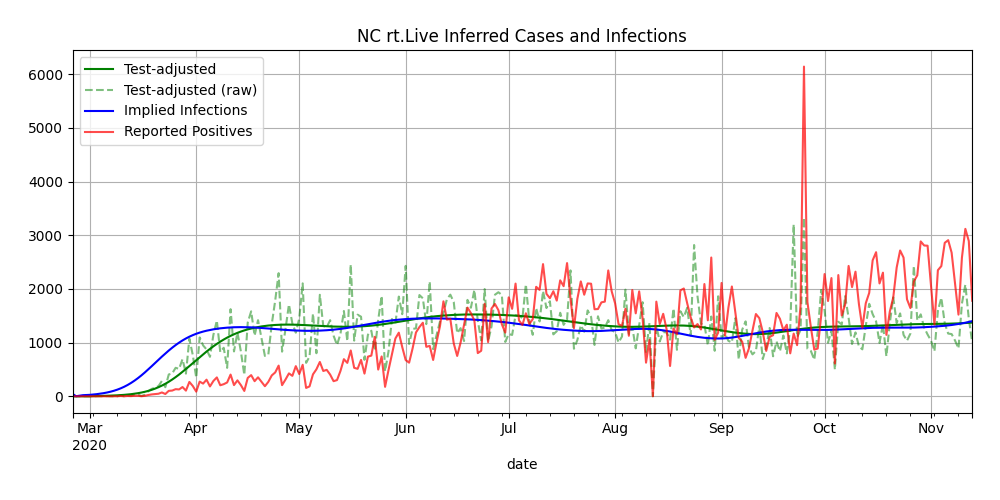 NC rt.Live Inferred Cases and Infections
Test-adjusted
Test-adjusted (raw)
Implied Infections
Reported Positives
6000
5000
4000
3000
2000
1000
0
Mar Apr May Jun Jul Aug Sep Oct Nov
2020
date